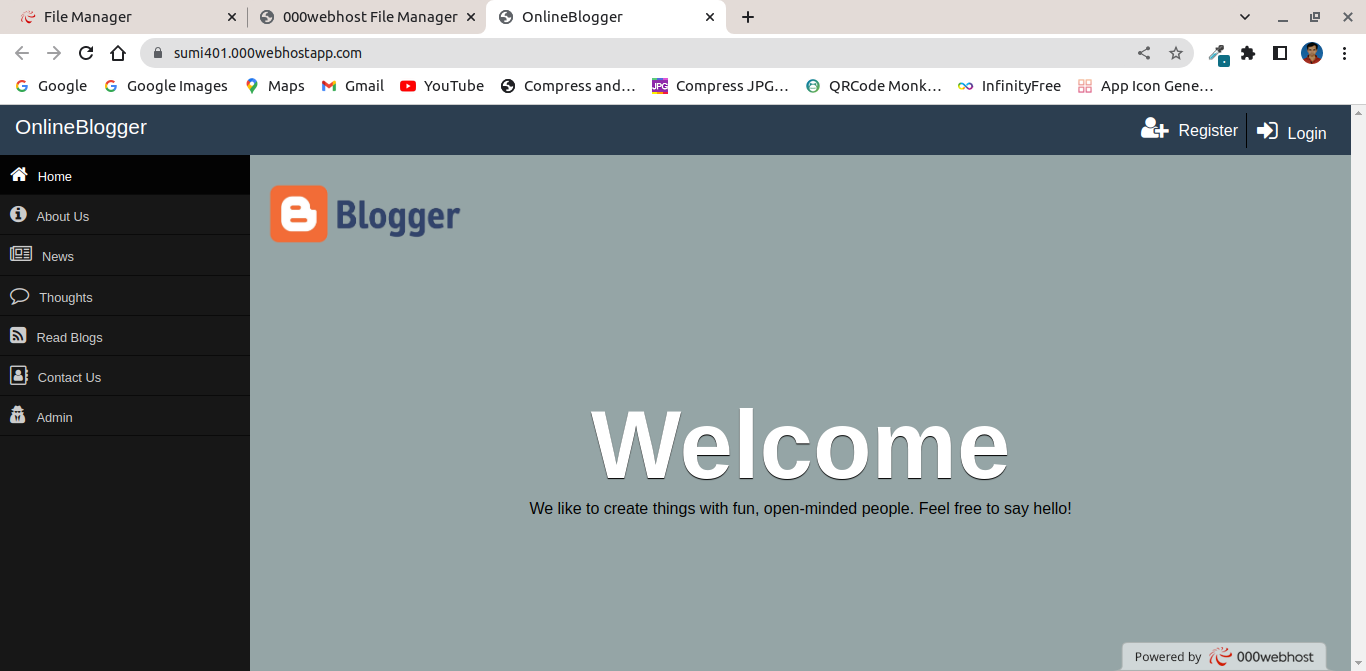 File Manager
000webhost File Manager
OnlineBlogger
sumi401.000webhostapp.com
Google
Google Images
Maps
Gmail
YouTube
Compress and…
JPG
Compress JPG…
QRCode Monk…
InfinityFree
App Icon Gene…
OnlineBlogger
Register
Login
Home
About Us
News
Thoughts
Read Blogs
Contact Us
Admin
Blogger
Welcome
We like to create things with fun, open-minded people. Feel free to say hello!
Powered by 000webhost